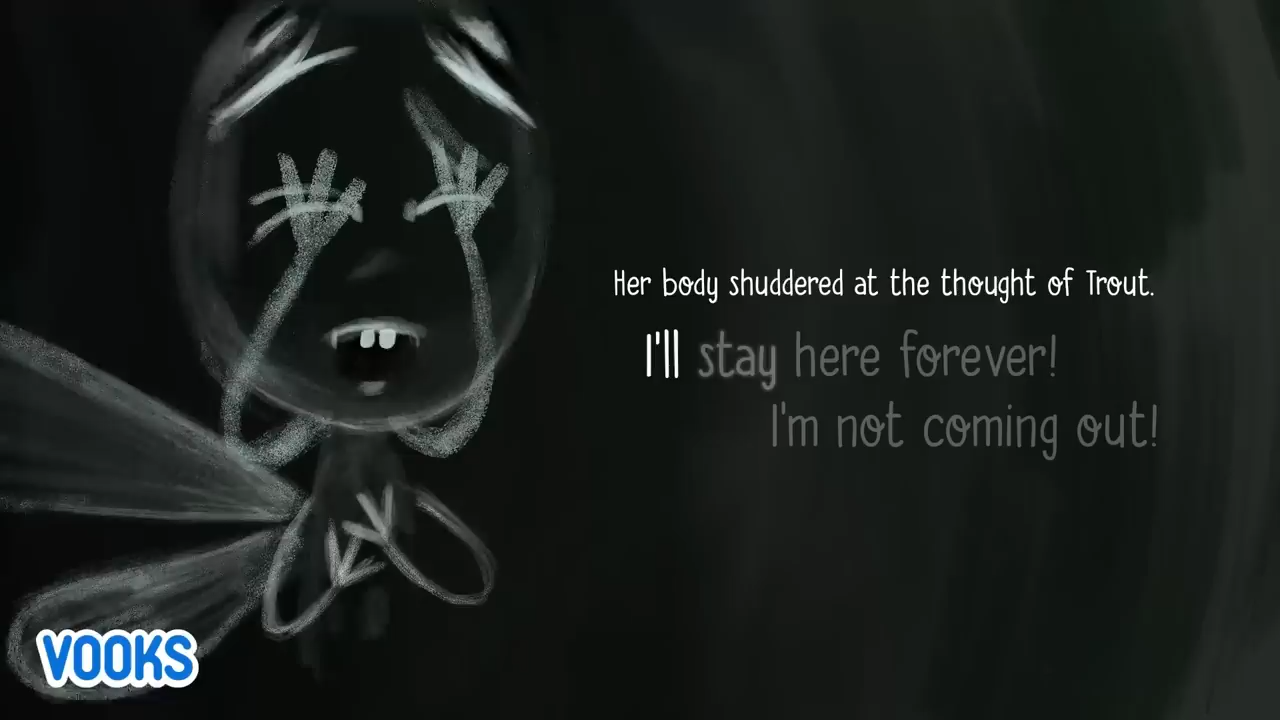 Her body shuddered at the thought of Trout.
I'll stay here forever!
I'm not coming out!
VOOKS